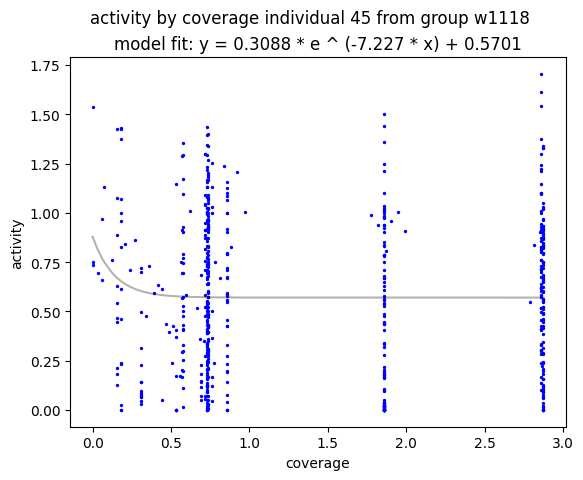 activity by coverage individual 45 from group w1118
model fit: y = 0.3088 * e ^ (-7.227 * x) + 0.5701
1.75
1.50
1.25
1.00
0.75
0.50
0.25
0.00
activity
0.0 0.5 1.0 1.5 2.0 2.5 3.0
coverage